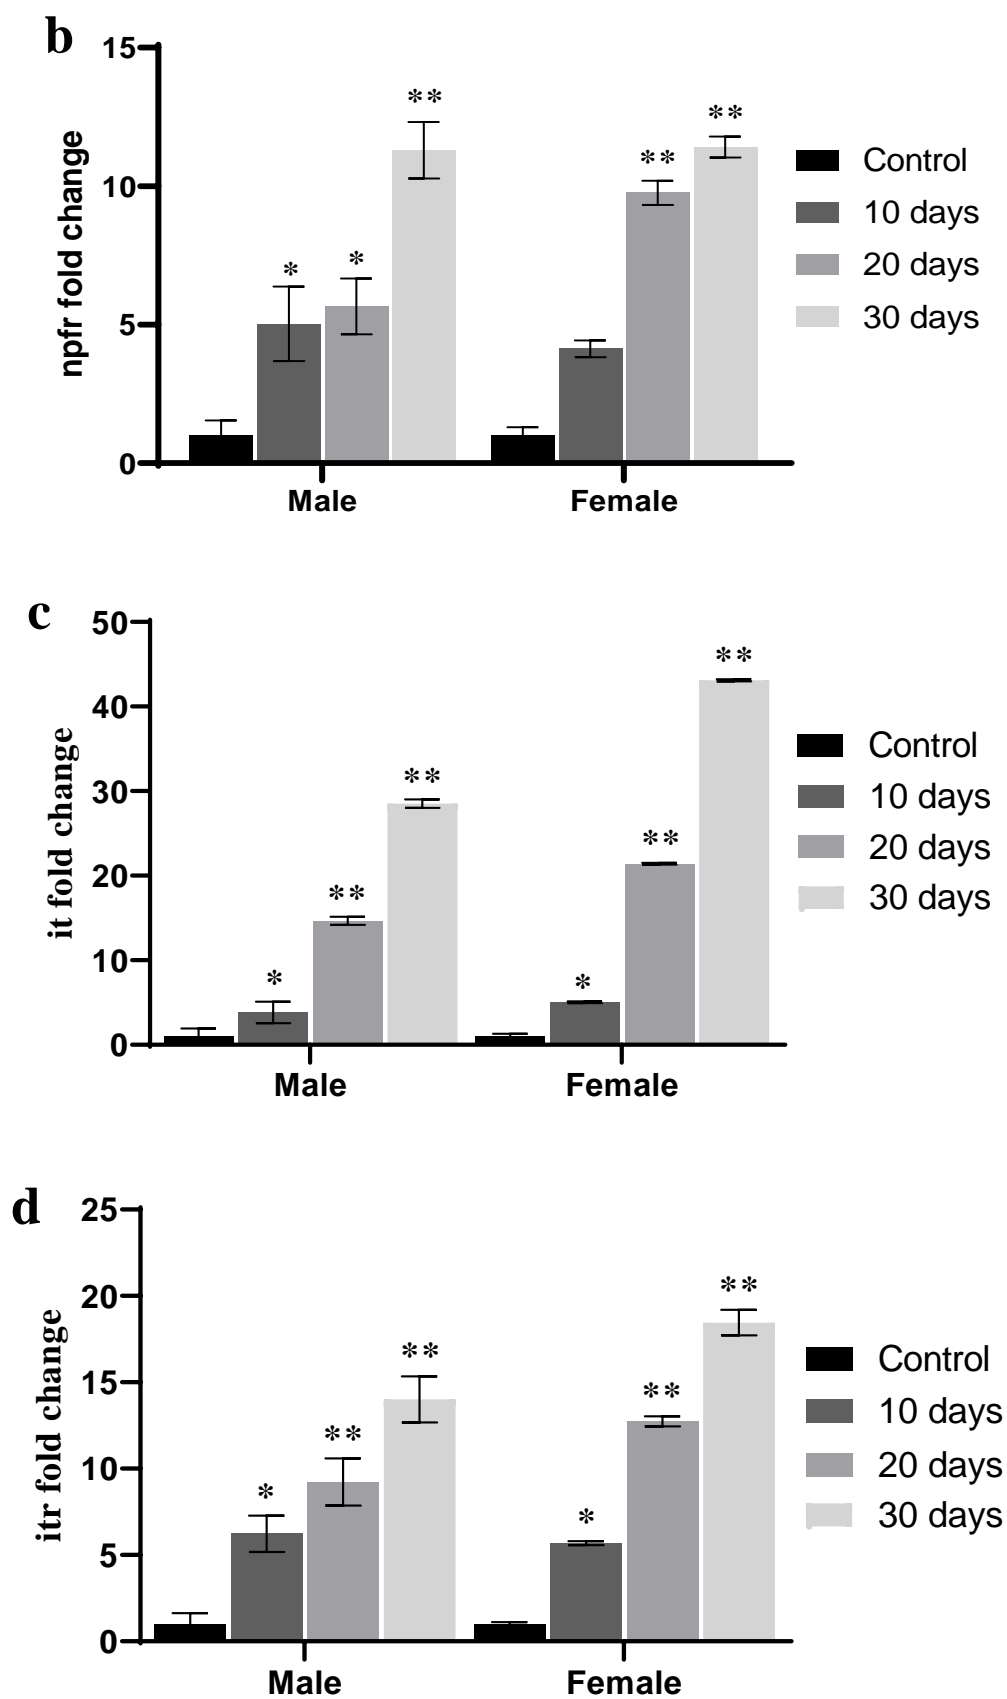 b
15
10
5
0
npfr fold change
*
*
**
**
**
Male
Female
Control
10 days
20 days
30 days
c
50
40
30
20
10
0
it fold change
*
**
**
*
**
**
Male
Female
Control
10 days
20 days
30 days
d
25
20
15
10
5
0
itr fold change
*
**
**
*
**
**
Male
Female
Control
10 days
20 days
30 days